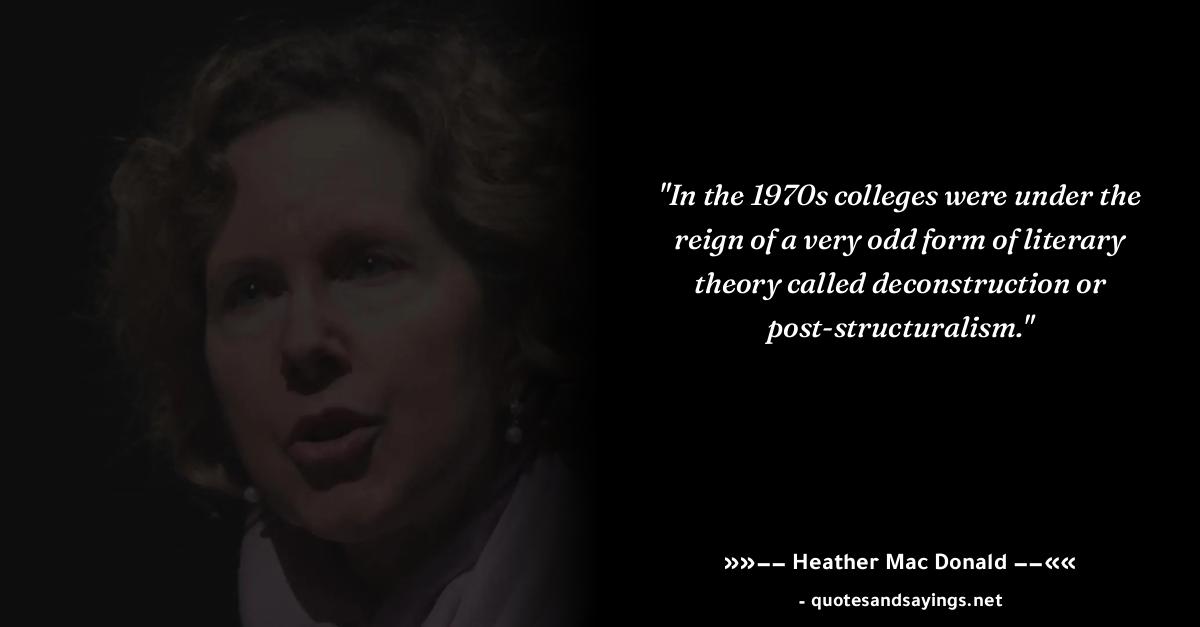 "In the 1970s colleges were under the
reign of a very odd form of literary
theory called deconstruction or
post-structuralism."
»»–– Heather Mac Donald ––««
- quotesandsayings.net